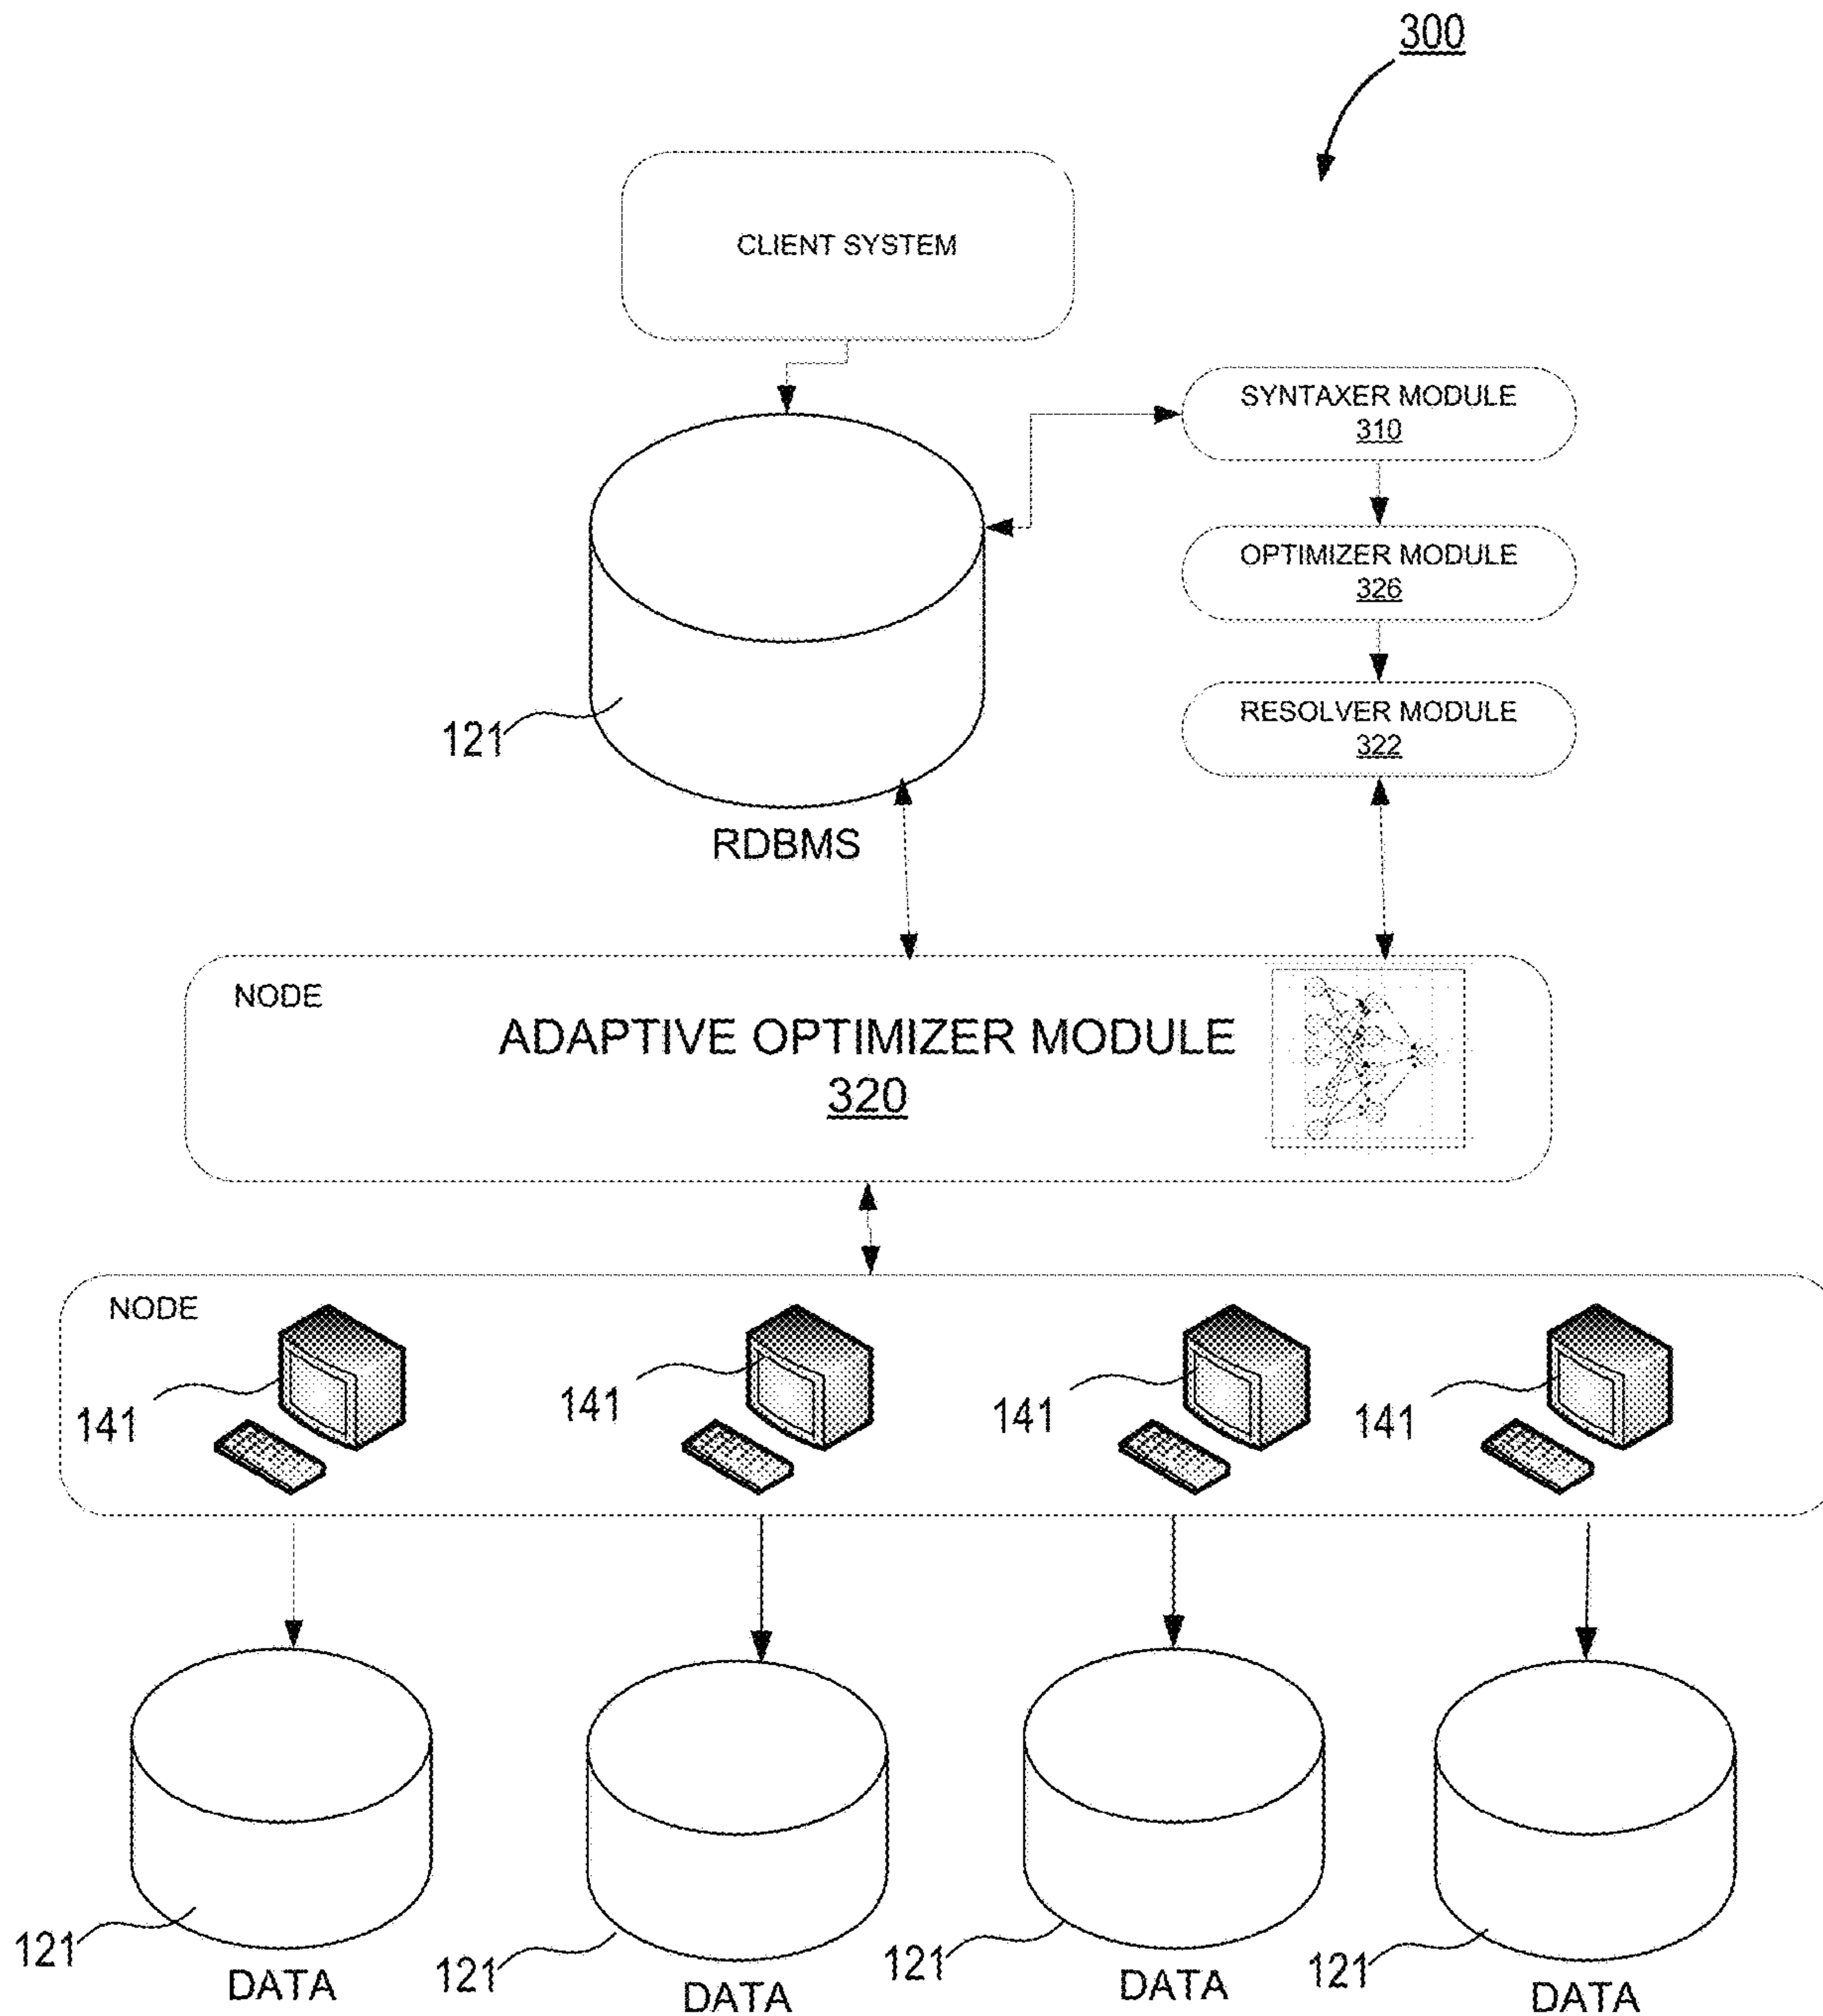 300
CLIENT SYSTEM
SYNTAXER MODULE
310
OPTIMIZER MODULE
326
RESOLVER MODULE
322
121
RDBMS
NODE
ADAPTIVE OPTIMIZER MODULE
320
NODE
141
141
141
141
121
121
121
121
DATA
DATA
DATA
DATA